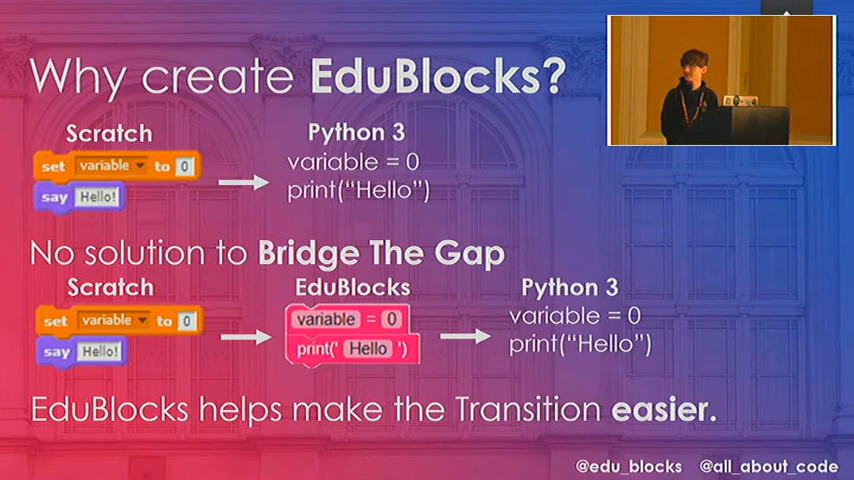 Why create EduBlocks?
Scratch
set variable to 0
say Hello!
Python 3
variable = 0
print(“Hello”)
No solution to Bridge The Gap
Scratch
set variable to 0
say Hello!
EduBlocks
variable = 0
print(' Hello ')
Python 3
variable = 0
print(“Hello”)
EduBlocks helps make the Transition easier.
@edu_blocks @all_about_code